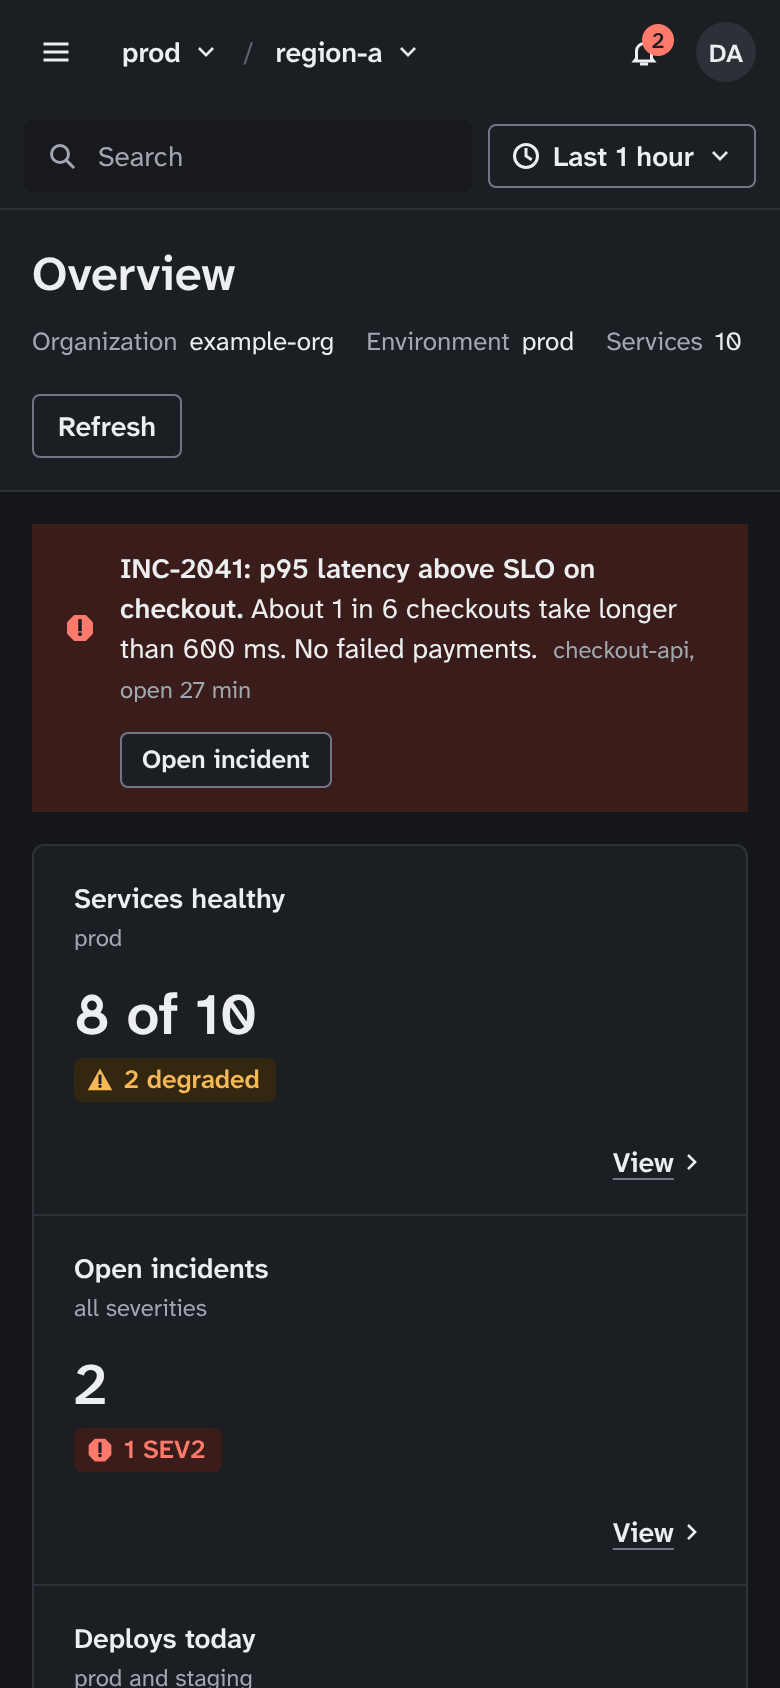 prod / region-a 2 DA
Search Last 1 hour
Overview
Organization example-org Environment prod Services 10
Refresh
INC-2041: p95 latency above SLO on
checkout. About 1 in 6 checkouts take longer
than 600 ms. No failed payments. checkout-api,
open 27 min
Open incident
Services healthy
prod
8 of 10
2 degraded
View
Open incidents
all severities
2
1 SEV2
View
Deploys today
prod and staging